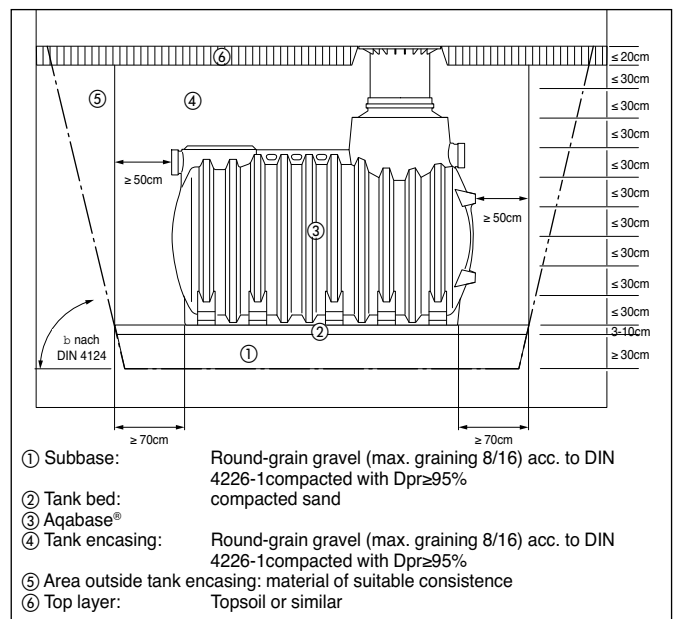 ⑥
≤ 20cm
⑤
④
≤ 30cm
≤ 30cm
≤ 30cm
≤ 30cm
≥ 50cm
≤ 30cm
≥ 50cm
③
≤ 30cm
≤ 30cm
≤ 30cm
≤ 30cm
②
3-10cm
b nach
DIN 4124
①
≥ 30cm
≥ 70cm
≥ 70cm
① Subbase: Round-grain gravel (max. graining 8/16) acc. to DIN
4226-1compacted with Dpr≥95%
② Tank bed: compacted sand
③ Aqabase®
④ Tank encasing: Round-grain gravel (max. graining 8/16) acc. to DIN
4226-1compacted with Dpr≥95%
⑤ Area outside tank encasing: material of suitable consistence
⑥ Top layer: Topsoil or similar